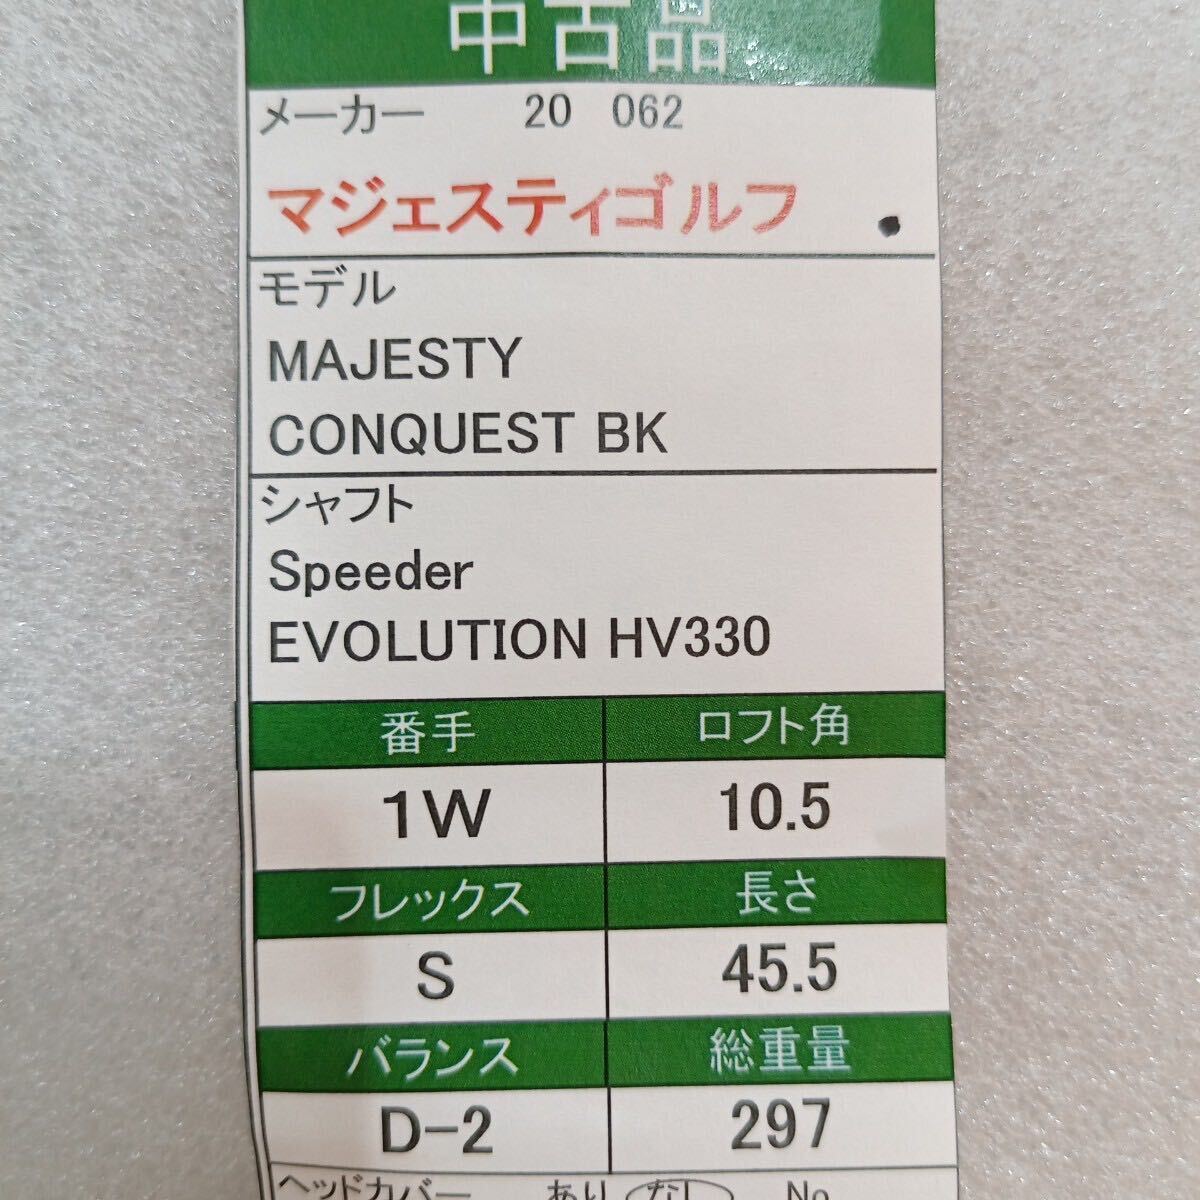 中古品
メーカー 20 062
マジェスティゴルフ
モデル
MAJESTY
CONQUEST BK
シャフト
Speeder
EVOLUTION HV330
番手 ロフト角
1W 10.5
フレックス 長さ
S 45.5
バランス 総重量
D-2 297
ヘッドカバー あり なし No